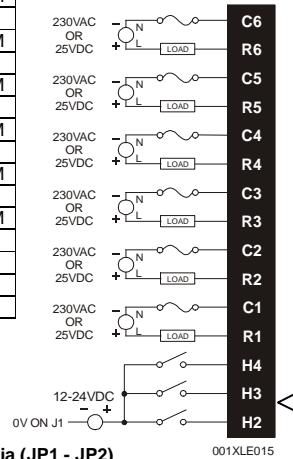 M
M
M
M
230VAC
OR
25VDC
- N
+ L
LOAD
C6
R6
230VAC
OR
25VDC
- N
+ L
LOAD
C5
R5
230VAC
OR
25VDC
- N
+ L
LOAD
C4
R4
230VAC
OR
25VDC
- N
+ L
LOAD
C3
R3
230VAC
OR
25VDC
- N
+ L
LOAD
C2
R2
230VAC
OR
25VDC
- N
+ L
LOAD
C1
R1
H4
12-24VDC
H3
0V ON J1 - +
H2
ia (JP1 - JP2)
001XLE015